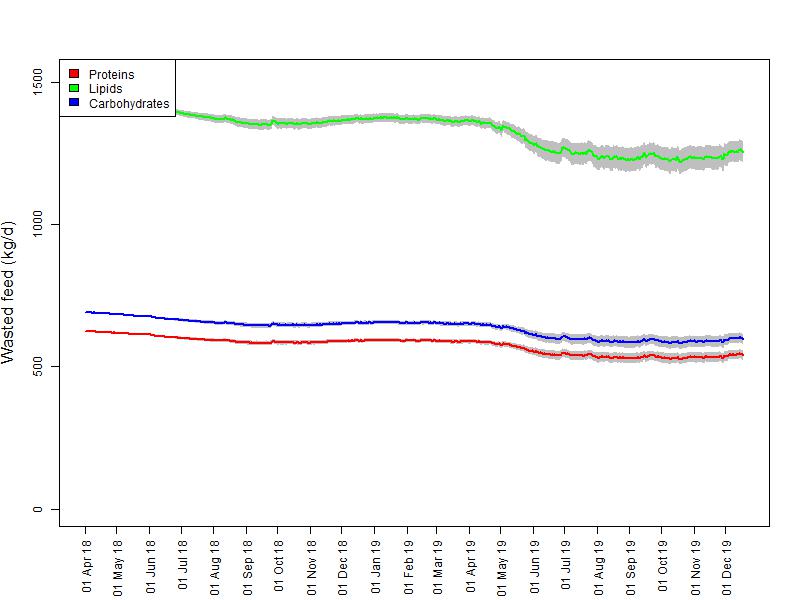 Proteins
Lipids
Carbohydrates
Wasted feed (kg/d)
1500
1000
500
0
01 Apr 18
01 May 18
01 Jun 18
01 Jul 18
01 Aug 18
01 Sep 18
01 Oct 18
01 Nov 18
01 Dec 18
01 Jan 19
01 Feb 19
01 Mar 19
01 Apr 19
01 May 19
01 Jun 19
01 Jul 19
01 Aug 19
01 Sep 19
01 Oct 19
01 Nov 19
01 Dec 19